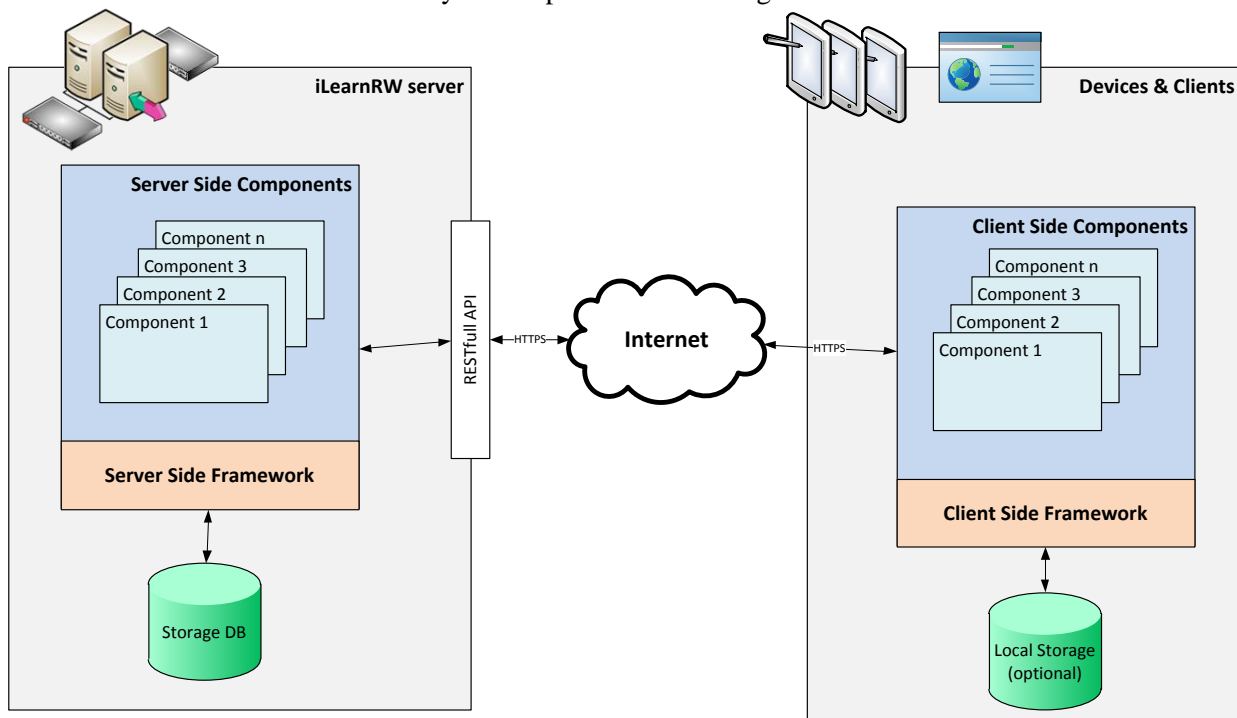 iLearnRW server
Devices & Clients
Server Side Components
Component n
Component 3
Component 2
Component 1
Server Side Framework
Storage DB
RESTfull API
HTTPS
Internet
HTTPS
Client Side Components
Component n
Component 3
Component 2
Component 1
Client Side Framework
Local Storage
(optional)